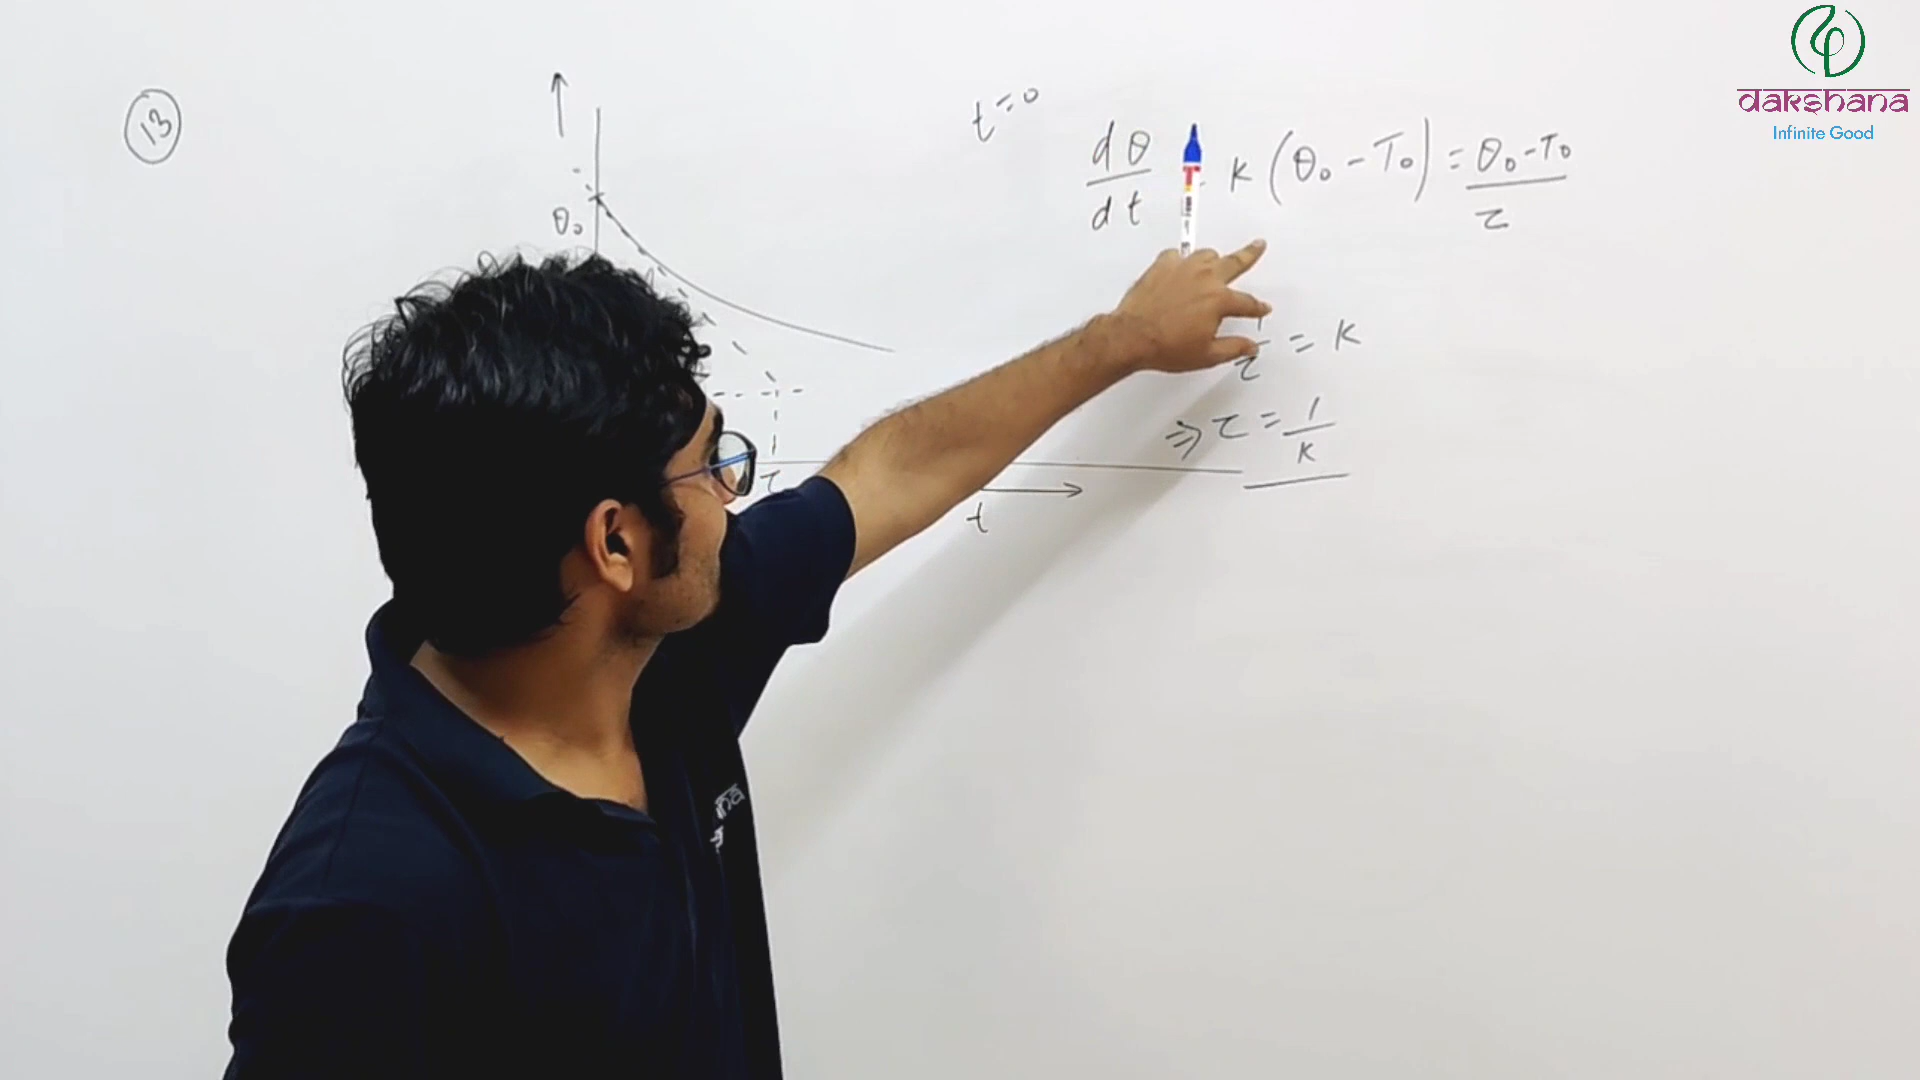 13
θ₀
τ
t
t=0
dθ/dt = k(θ₀-T₀) = θ₀-T₀/τ
1/τ = k
⇒ τ = 1/k
dakshana
Infinite Good